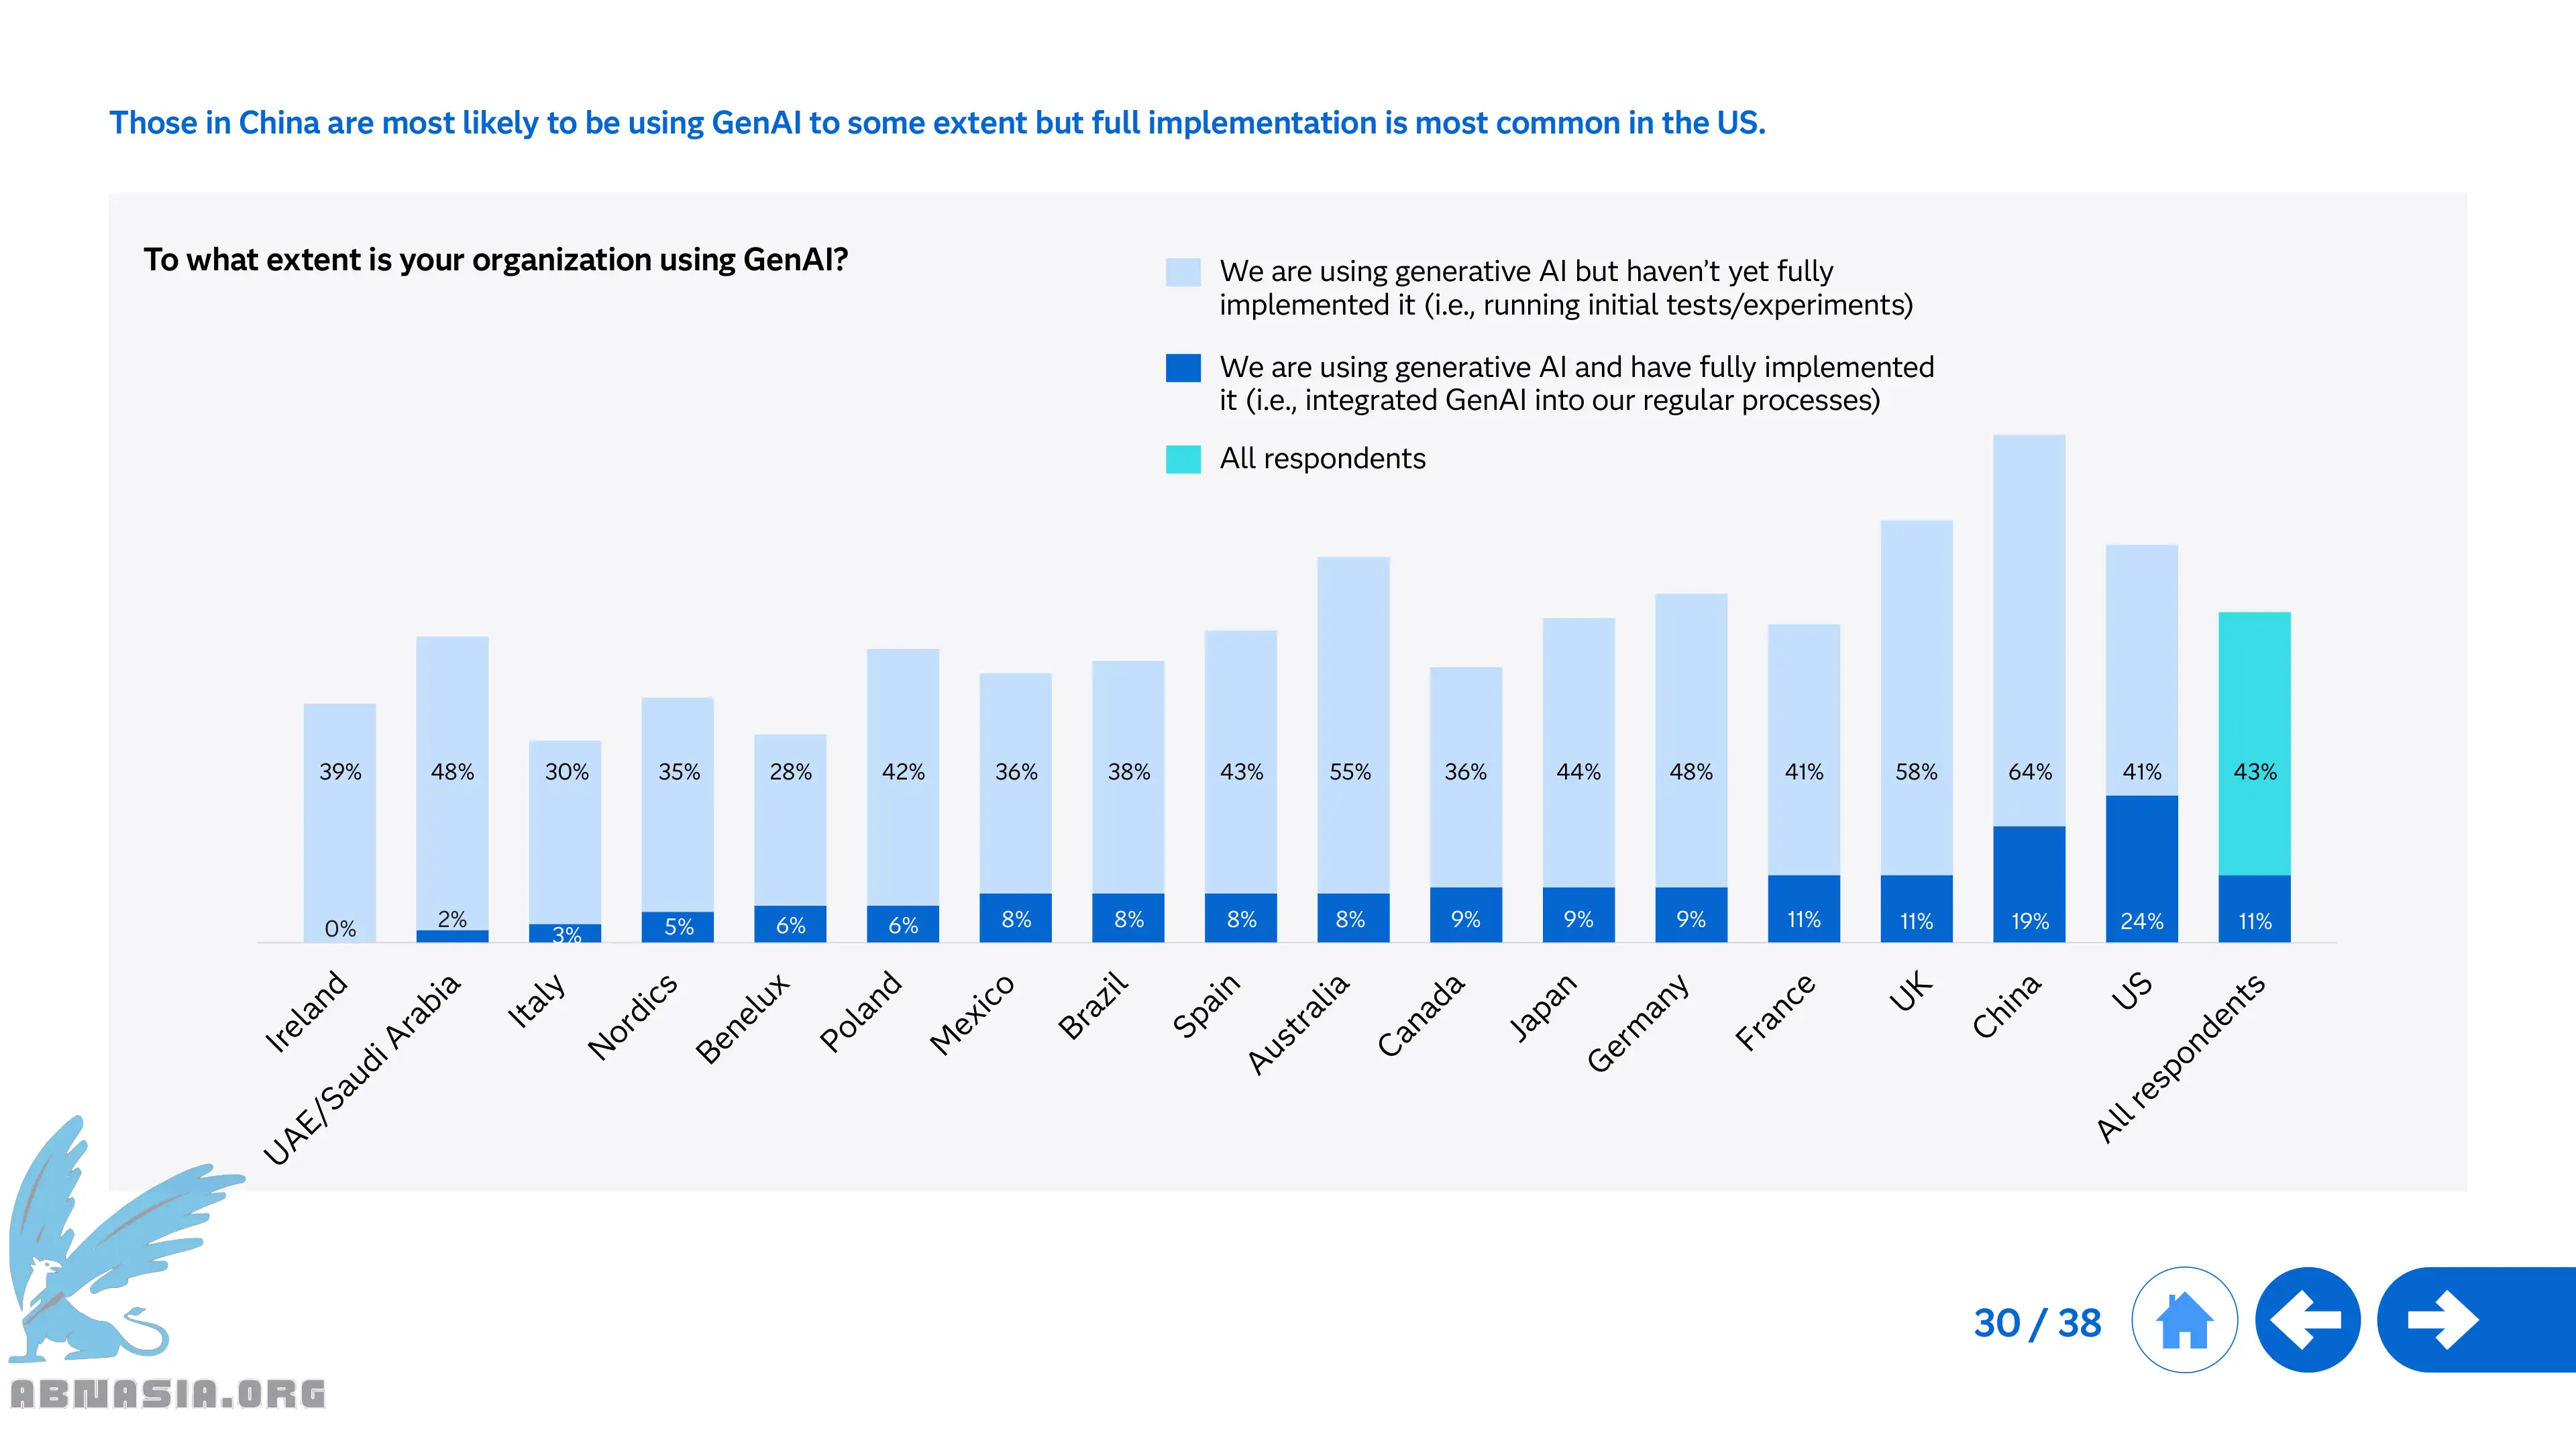 Those in China are most likely to be using GenAI to some extent but full implementation is most common in the US.
To what extent is your organization using GenAI?
We are using generative AI but haven't yet fully
implemented it (i.e., running initial tests/experiments)
We are using generative AI and have fully implemented
it (i.e., integrated GenAI into our regular processes)
All respondents
39% 48% 30% 35% 28% 42% 36% 38% 43% 55% 36% 44% 48% 41% 58% 64% 41% 43%
0% 2% 3% 5% 6% 6% 8% 8% 8% 8% 9% 9% 9% 11% 11% 19% 24% 11%
Ireland UAE/Saudi Arabia Italy Nordics Benelux Poland Mexico Brazil Spain Australia Canada Japan Germany France UK China US All respondents
30 / 38
ABNASIA.ORG